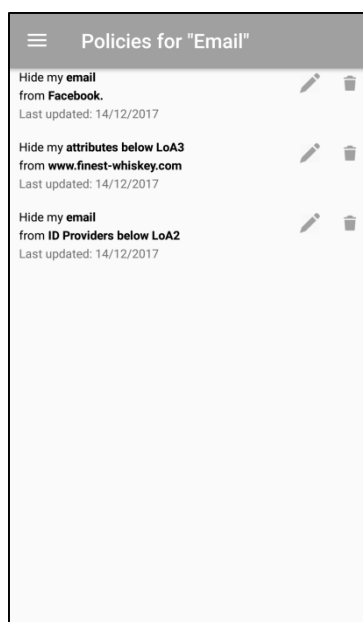 Policies for "Email"
Hide my email
from Facebook.
Last updated: 14/12/2017
Hide my attributes below LoA3
from www.finest-whiskey.com
Last updated: 14/12/2017
Hide my email
from ID Providers below LoA2
Last updated: 14/12/2017